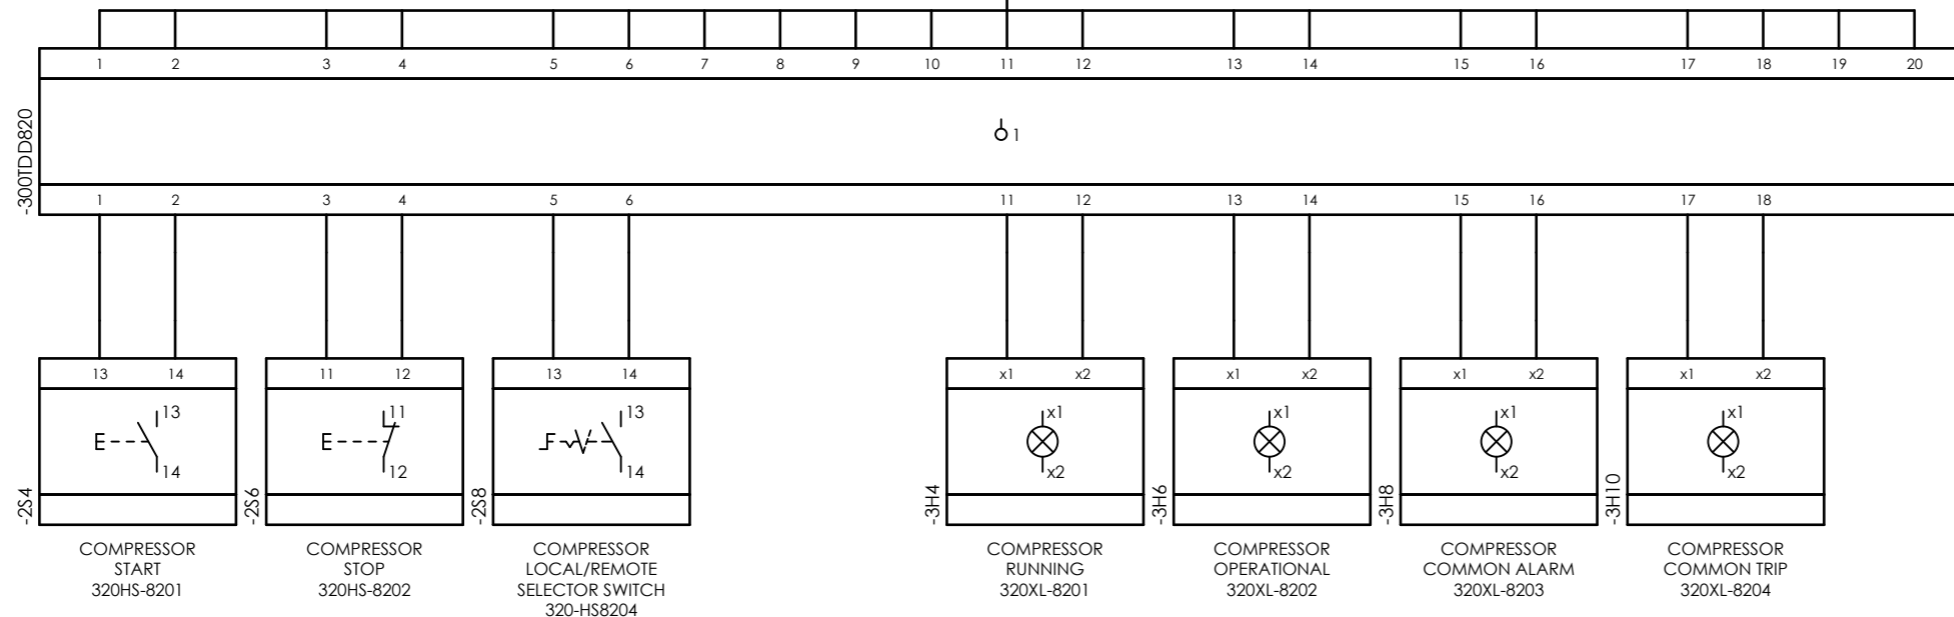 1 2 3 4 5 6 7 8 9 10 11 12 13 14 15 16 17 18 19 20
-300TDD820
1
1 2 3 4 5 6 11 12 13 14 15 16 17 18
13 14 11 12 13 14 x1 x2 x1 x2 x1 x2 x1 x2
13 11 13 x1 x1 x1 x1
14 12 14 x2 x2 x2 x2
-2S4 -2S6 -2S8 -3H4 -3H6 -3H8 -3H10
COMPRESSOR
START
320HS-8201
COMPRESSOR
STOP
320HS-8202
COMPRESSOR
LOCAL/REMOTE
SELECTOR SWITCH
320-HS8204
COMPRESSOR
RUNNING
320XL-8201
COMPRESSOR
OPERATIONAL
320XL-8202
COMPRESSOR
COMMON ALARM
320XL-8203
COMPRESSOR
COMMON TRIP
320XL-8204